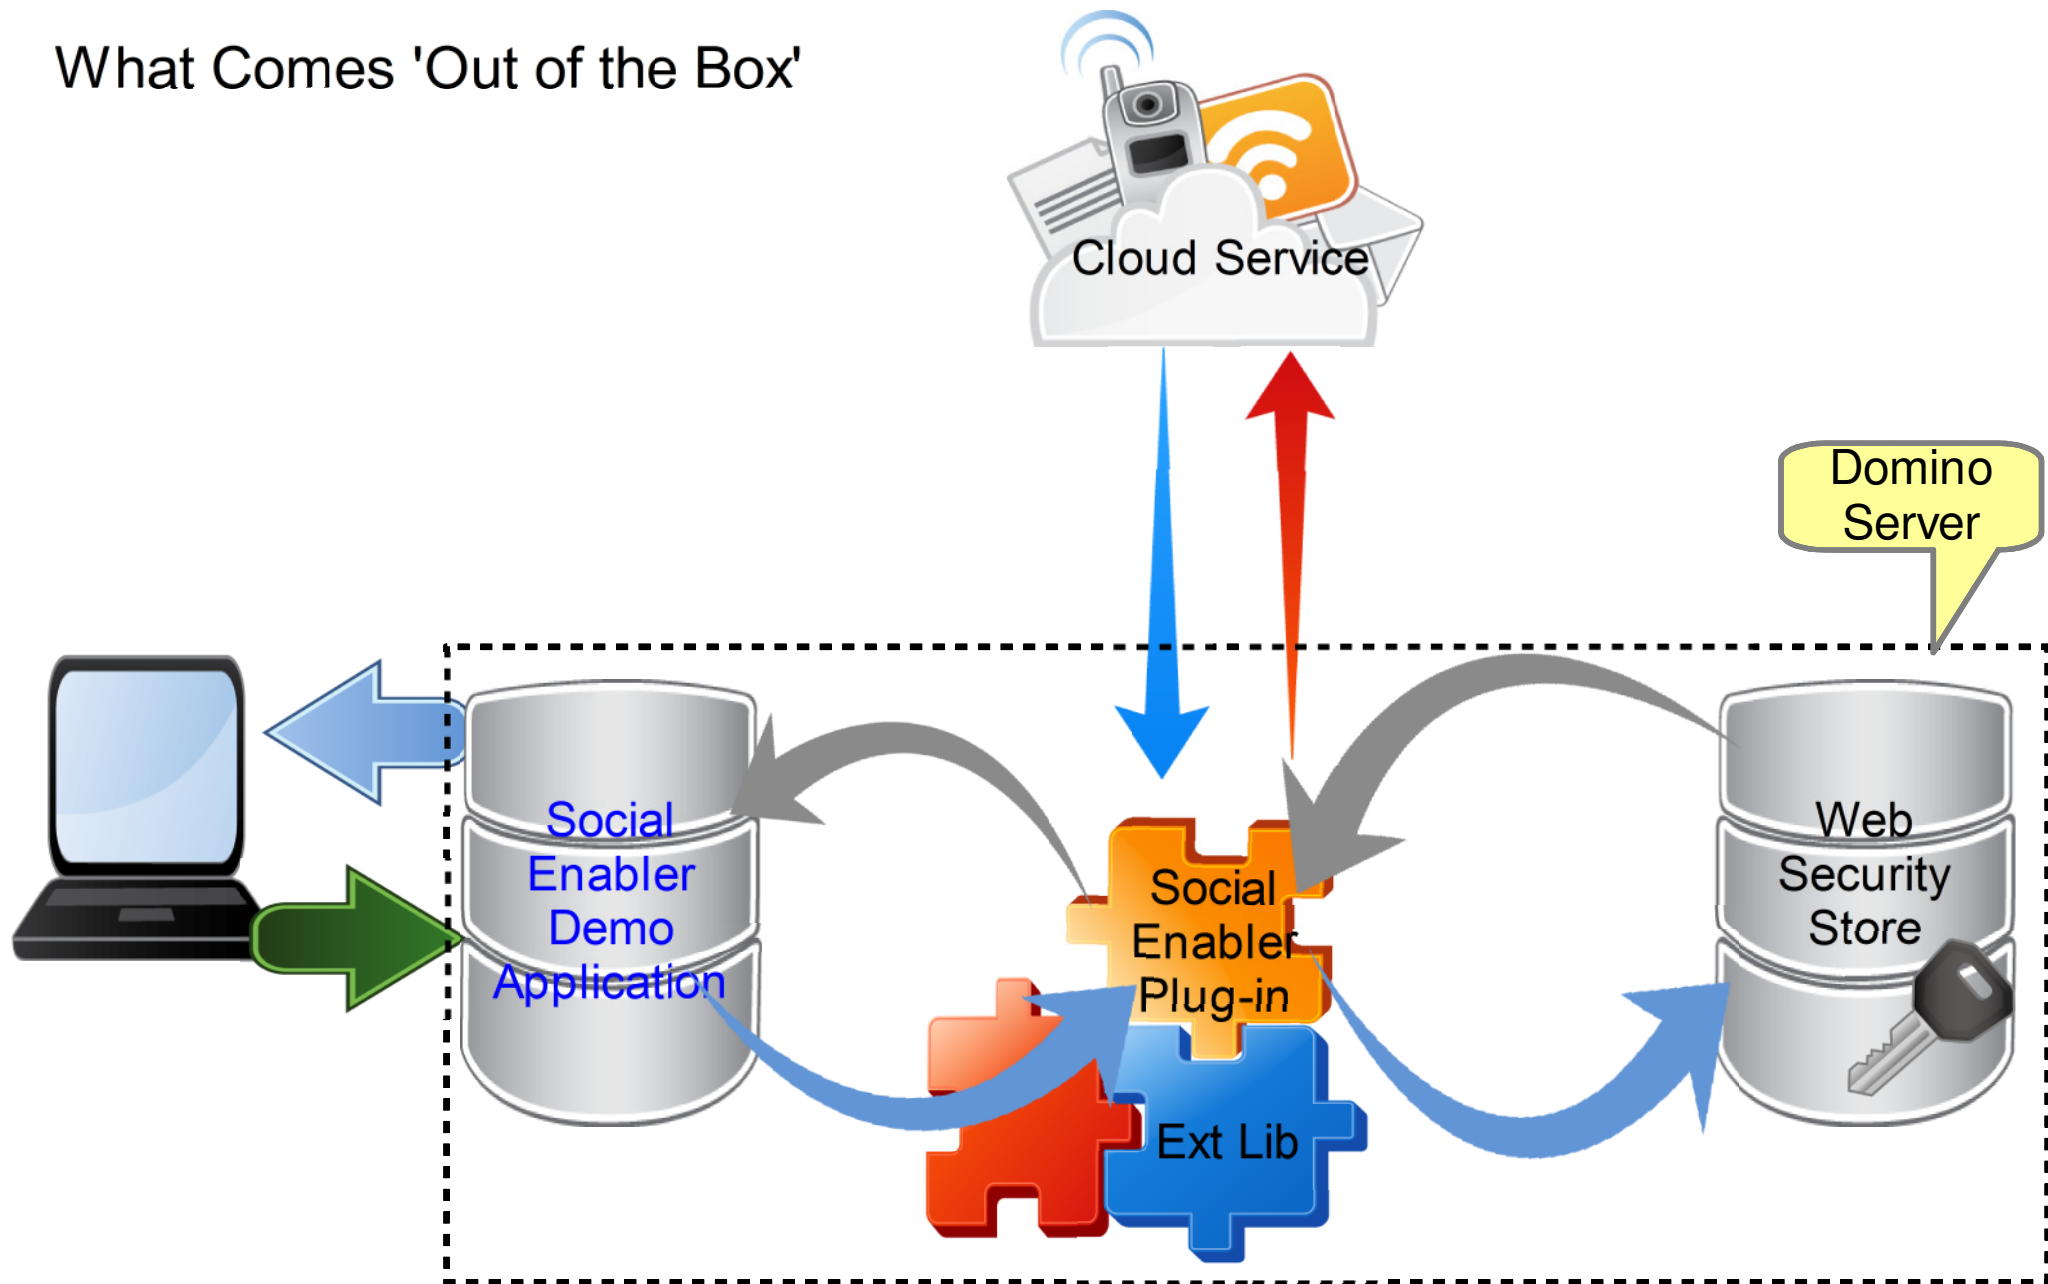 What Comes 'Out of the Box'
Cloud Service
Domino
Server
Social
Enabler
Demo
Application
Social
Enabler
Plug-in
Ext Lib
Web
Security
Store